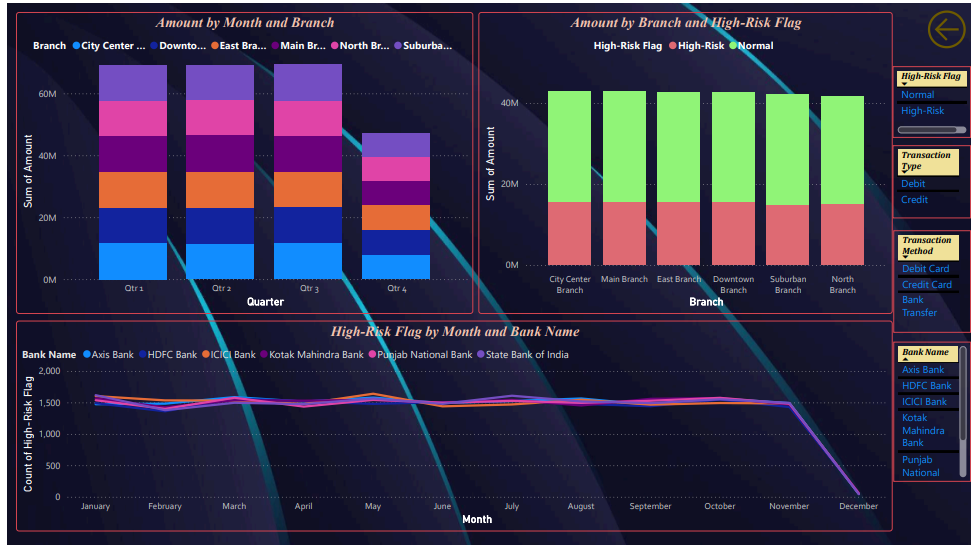 Amount by Month and Branch
Branch City Center ... Downto... East Bra... Main Br... North Br... Suburba...
60M
40M
20M
0M
Sum of Amount
Qtr 1 Qtr 2 Qtr 3 Qtr 4
Quarter
Amount by Branch and High-Risk Flag
High-Risk Flag High-Risk Normal
40M
20M
0M
Sum of Amount
City Center Main Branch East Branch Downtown Suburban North
Branch Branch Branch Branch
Branch
High-Risk Flag
Normal
High-Risk
Transaction
Type
Debit
Credit
Transaction
Method
Debit Card
Credit Card
Bank
Transfer
High-Risk Flag by Month and Bank Name
Bank Name Axis Bank HDFC Bank ICICI Bank Kotak Mahindra Bank Punjab National Bank State Bank of India
2,000
1,500
1,000
500
0
Count of High-Risk Flag
January February March April May June July August September October November December
Month
Bank Name
Axis Bank
HDFC Bank
ICICI Bank
Kotak
Mahindra
Bank
Punjab
National